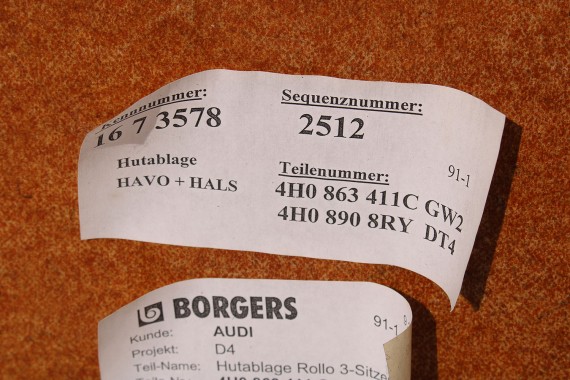 Kennnummer:
16 7 3578
Hutablage
HAVO + HALS
Sequenznummer:
2512
Teilenummer:
91-1
4H0 863 411C GW2
4H0 890 8RY DT4
BORGERS
91-1
Kunde: AUDI
Projekt: D4
Teil-Name: Hutablage Rollo 3-Sitze